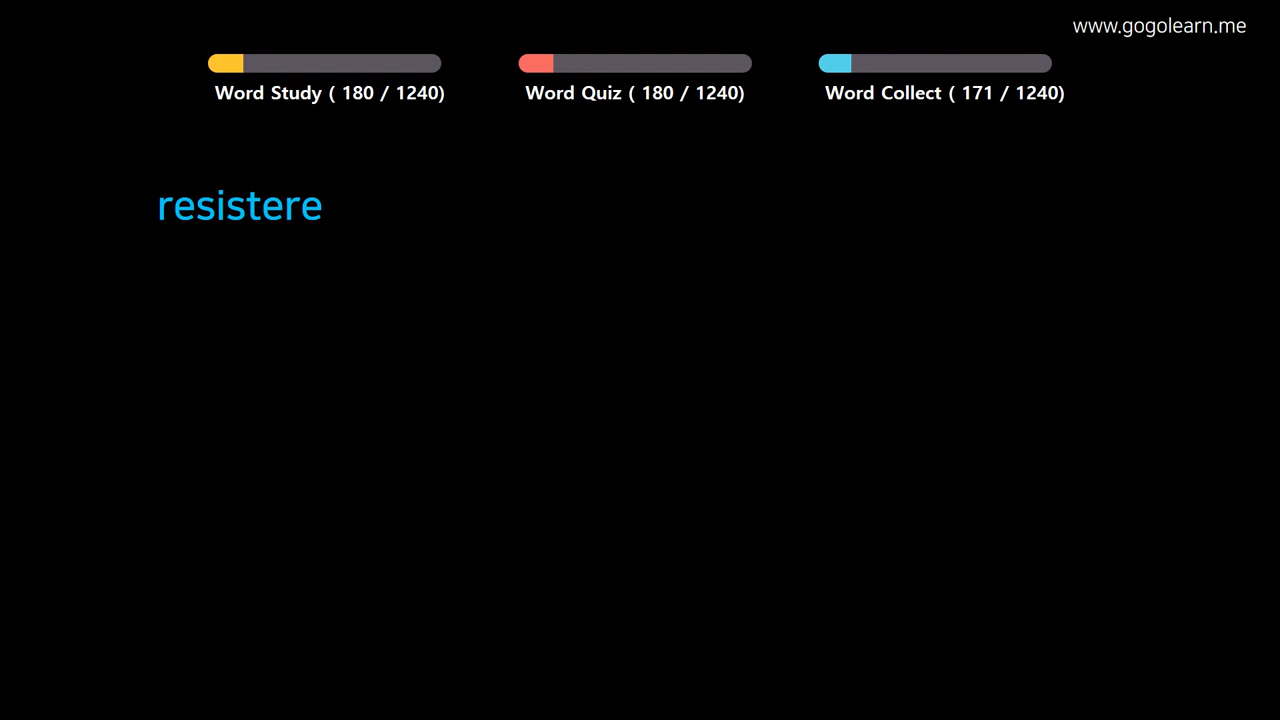 www.gogolearn.me
Word Study ( 180 / 1240)
Word Quiz ( 180 / 1240)
Word Collect ( 171 / 1240)
resistere